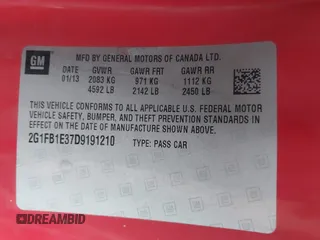 GM
MFD BY GENERAL MOTORS OF CANADA LTD.
DATE GVWR GAWR FRT GAWR RR
01/13 2083 KG 971 KG 1112 KG
4592 LB 2142 LB 2450 LB
THIS VEHICLE CONFORMS TO ALL APPLICABLE U.S. FEDERAL MOTOR
VEHICLE SAFETY, BUMPER, AND THEFT PREVENTION STANDARDS IN
EFFECT ON THE DATE OF MANUFACTURE SHOWN ABOVE.
2G1FB1E37D9191210 TYPE: PASS CAR
DREAMBID